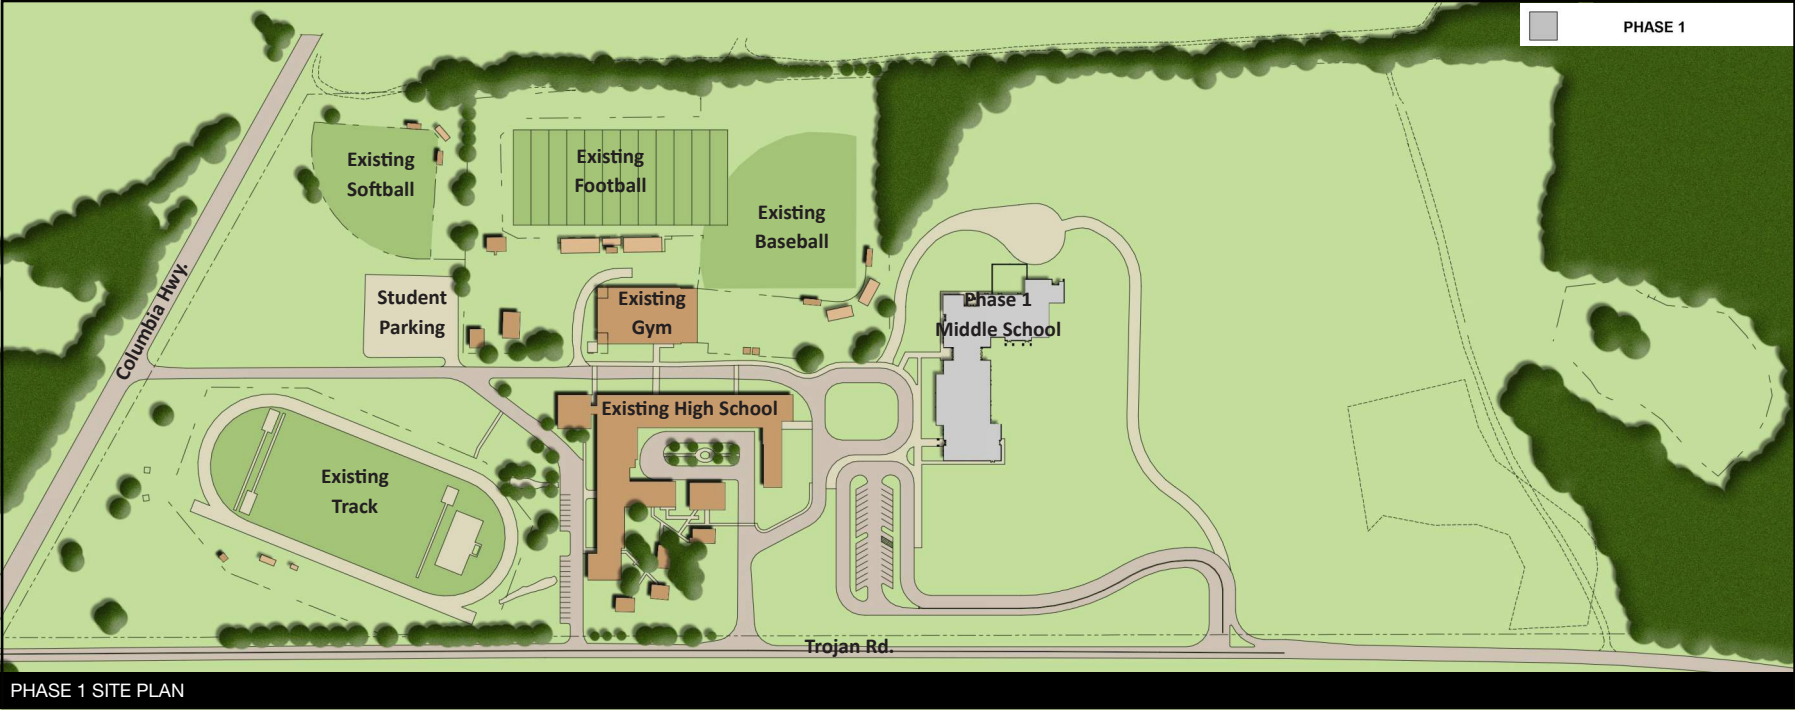 PHASE 1
Existing
Softball
Existing
Football
Existing
Baseball
Columbia Hwy.
Student
Parking
Existing
Gym
Phase 1
Middle School
Existing High School
Existing
Track
Trojan Rd.
PHASE 1 SITE PLAN